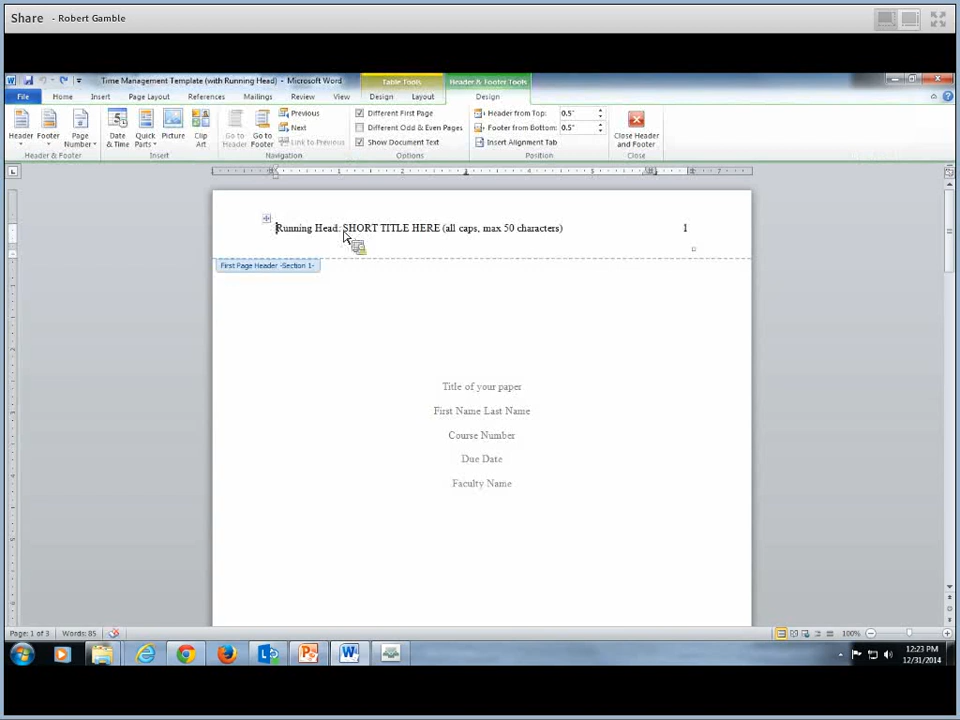 Share - Robert Gamble
Time Management Template (with Running Head) - Microsoft Word
Table Tools
Header & Footer Tools
File
Home
Insert
Page Layout
References
Mailings
Review
View
Design
Layout
Design
Header
Footer
Page Number
Header & Footer
Date & Time
Quick Parts
Picture
Clip Art
Insert
Go to Header
Go to Footer
Previous
Next
Link to Previous
Navigation
Different First Page
Different Odd & Even Pages
Show Document Text
Options
Header from Top: 0.5"
Footer from Bottom: 0.5"
Insert Alignment Tab
Position
Close Header and Footer
Close
Running Head: SHORT TITLE HERE (all caps, max 50 characters) 1
First Page Header -Section 1-
Title of your paper
First Name Last Name
Course Number
Due Date
Faculty Name
Page: 1 of 3
Words: 85
100%
12:23 PM
12/31/2014